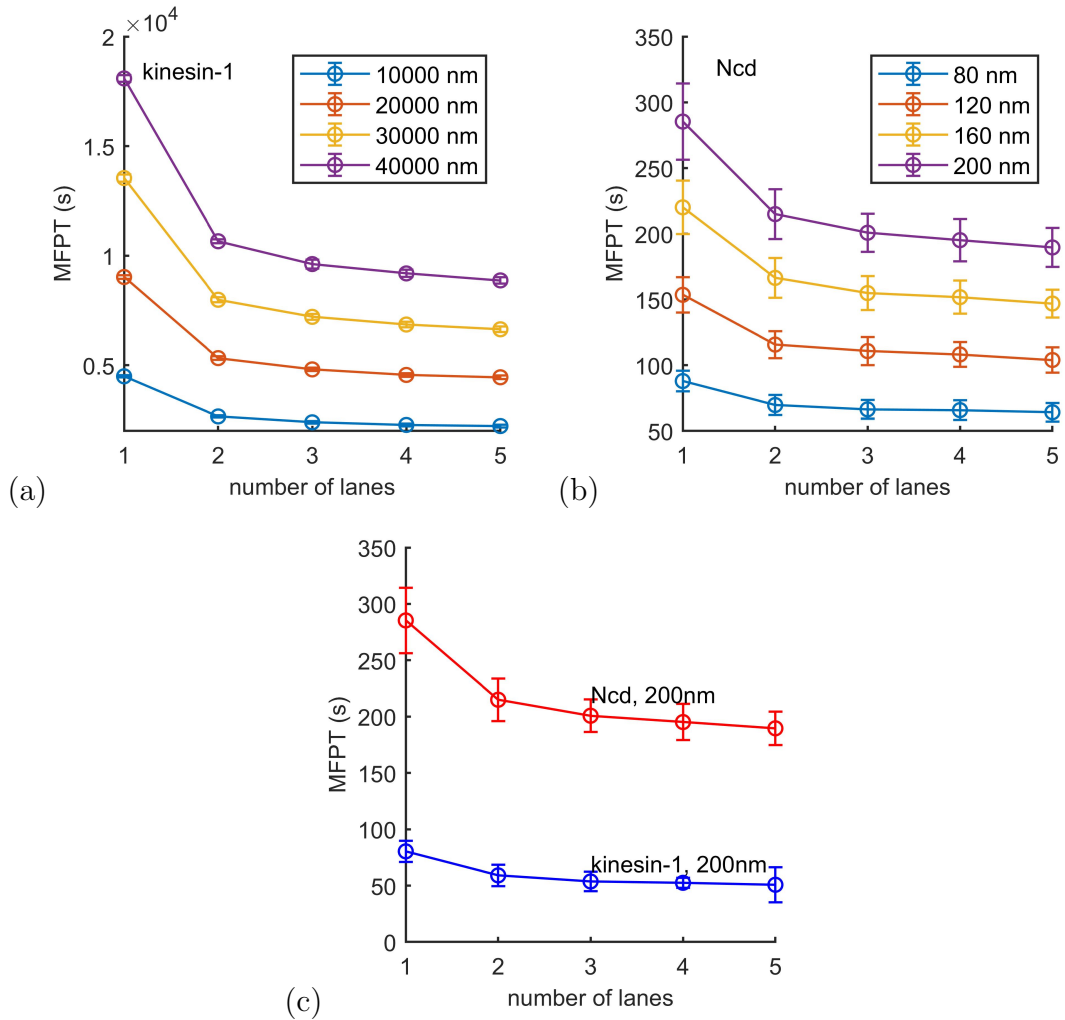 ×10⁴
2
1.5
1
0.5
MFPT (s)
kinesin-1
10000 nm
20000 nm
30000 nm
40000 nm
1 2 3 4 5
number of lanes
(a)
350
300
250
200
150
100
50
MFPT (s)
Ncd
80 nm
120 nm
160 nm
200 nm
1 2 3 4 5
number of lanes
(b)
350
300
250
200
150
100
50
0
MFPT (s)
Ncd, 200nm
kinesin-1, 200nm
1 2 3 4 5
number of lanes
(c)